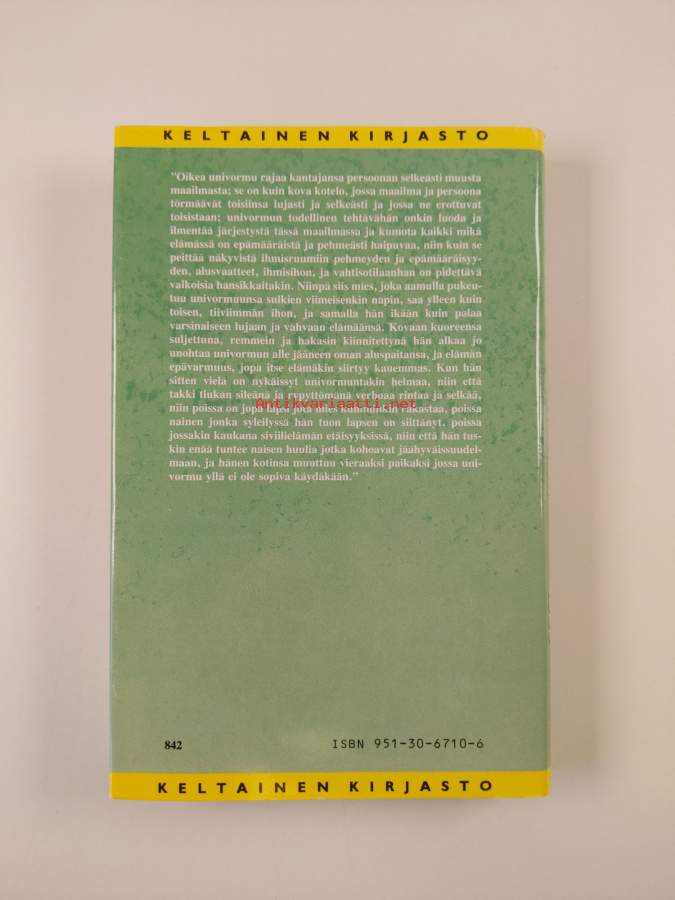 KELTAINEN KIRJASTO
"Oikea univormu rajaa kantajansa persoonan selkeästi muusta
maailmasta; se on kuin kova kotelo, jossa maailma ja persoona
törmäävät toisiinsa lujasti ja selkeästi ja jossa ne erottuvat
toisistaan; univormun todellinen tehtävähän onkin luoda ja
ilmentää järjestystä tässä maailmassa ja kumota kaikki mikä
elämässä on epämääräistä ja pehmeästi haipuvaa, niin kuin se
peittää näkyvistä ihmisruumiin pehmeyden ja epämääräisyy-
den, alusvaatteet, ihmisihon, ja vahtisotilaanhan on pidettävä
valkoisia hansikkaitakin. Niinpä siis mies, joka aamulla pukeu-
tuu univormuunsa sulkien viimeisenkin napin, saa ylleen kuin
toisen, tiiviimmän ihon, ja samalla hän ikään kuin palaa
varsinaiseen lujaan ja vahvaan elämäänsä. Kovaan kuoreensa
suljettuna, remmein ja hakasin kiinnitettynä hän alkaa jo
unohtaa univormun alle jääneen oman aluspaitansa, ja elämän
epävarmuus, jopa itse elämäkin siirtyy kauemmas. Kun hän
sitten vielä on nykäissyt univormuntakin helmaa, niin että
takki tiukan sileänä ja rypyttömänä verhoaa rintaa ja selkää,
Antikvariaatti.net
niin poissa on jopa lapsi jota mies kuitenkin rakastaa, poissa
nainen jonka syleilyssä hän tuon lapsen on siittänyt, poissa
jossakin kaukana siviilielämän etäisyyksissä, niin että hän tus-
kin enää tuntee naisen huulia jotka kohoavat jäähyväissuudel-
maan, ja hänen kotinsa muuttuu vieraaksi paikaksi jossa uni-
vormu yllä ei ole sopiva käydäkään."
842
ISBN 951-30-6710-6
KELTAINEN KIRJASTO